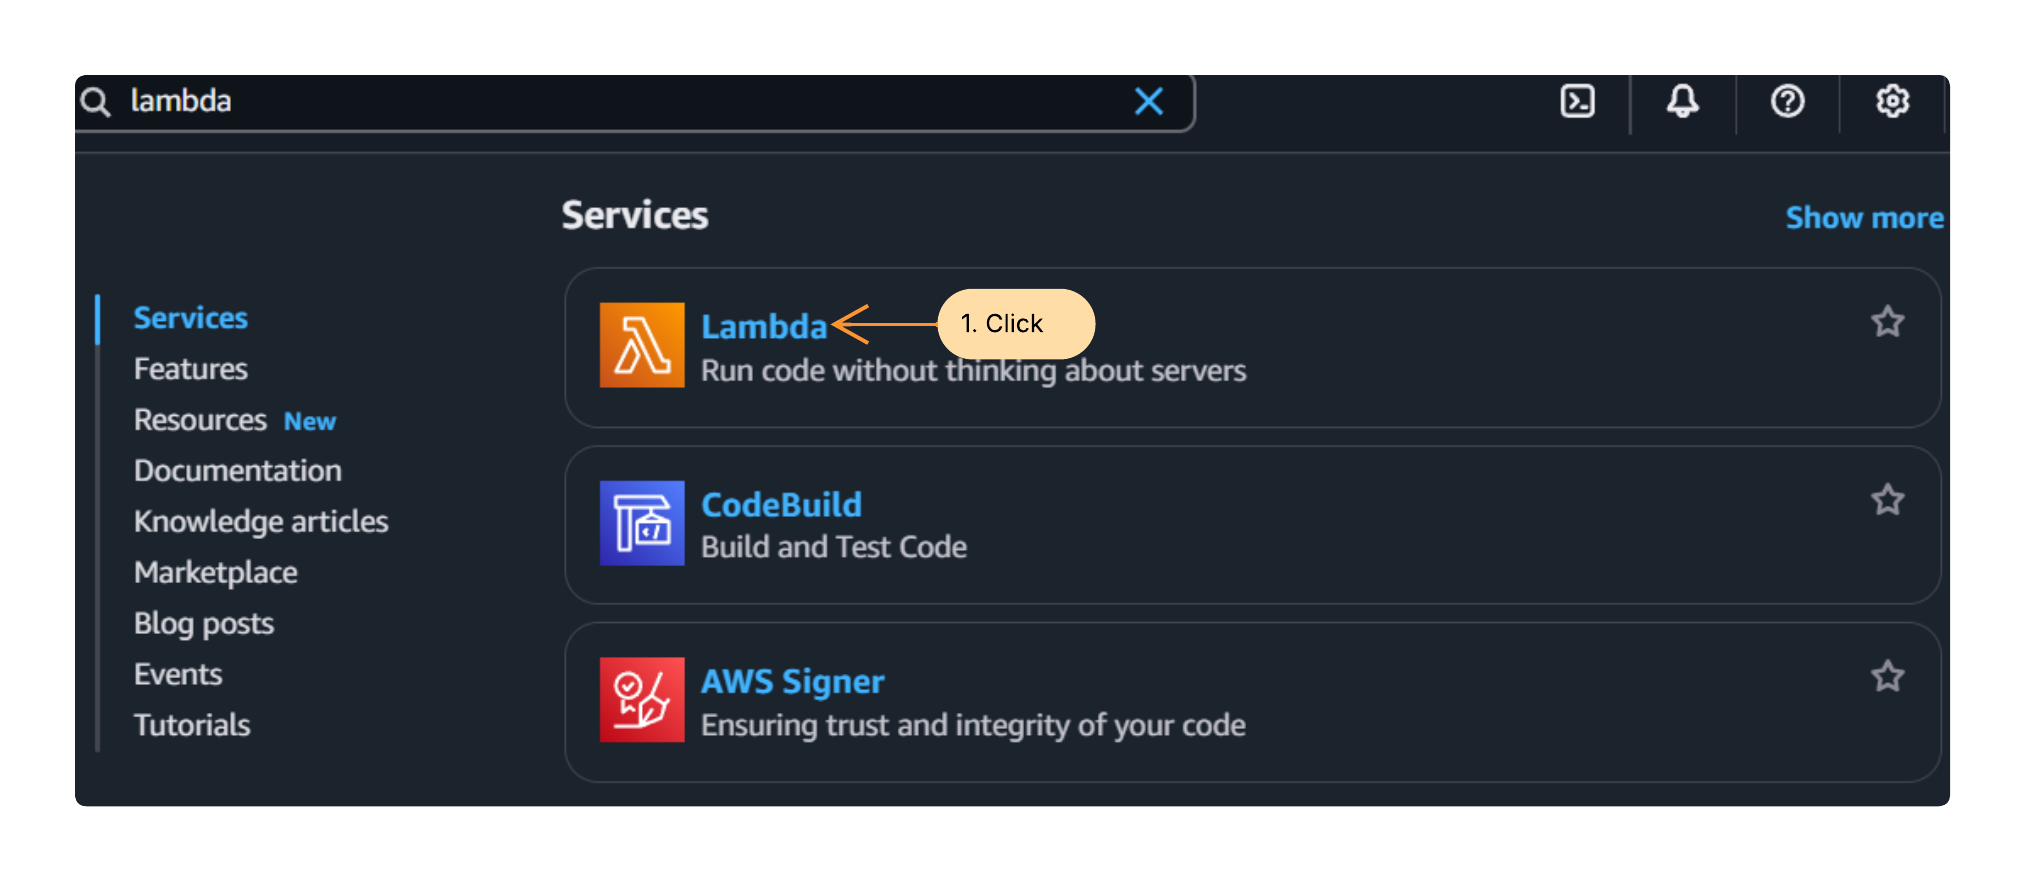 lambda
Services
Show more
Services
Features
Resources New
Documentation
Knowledge articles
Marketplace
Blog posts
Events
Tutorials
Lambda
1. Click
Run code without thinking about servers
CodeBuild
Build and Test Code
AWS Signer
Ensuring trust and integrity of your code